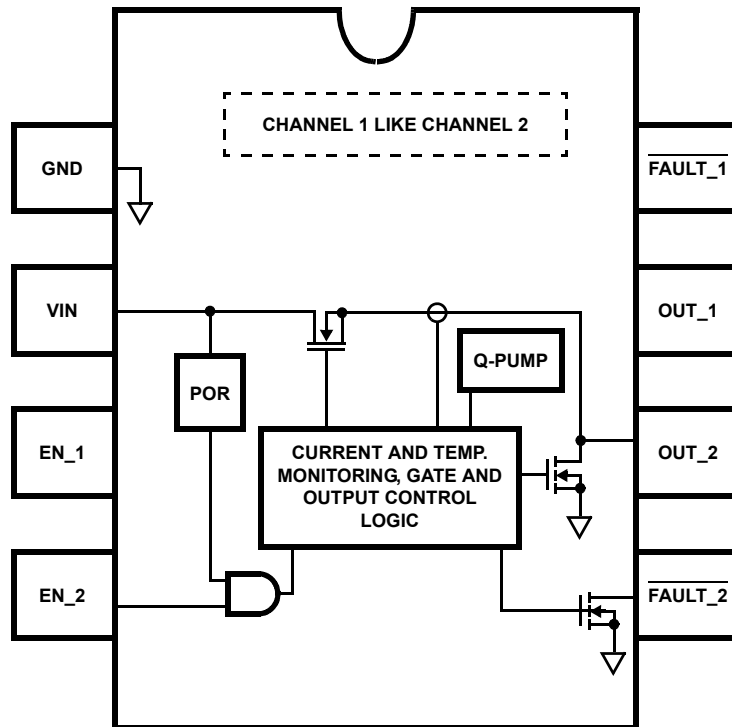 CHANNEL 1 LIKE CHANNEL 2
GND
FAULT_1
VIN
OUT_1
Q-PUMP
POR
EN_1
CURRENT AND TEMP.
MONITORING, GATE AND
OUTPUT CONTROL
LOGIC
OUT_2
EN_2
FAULT_2